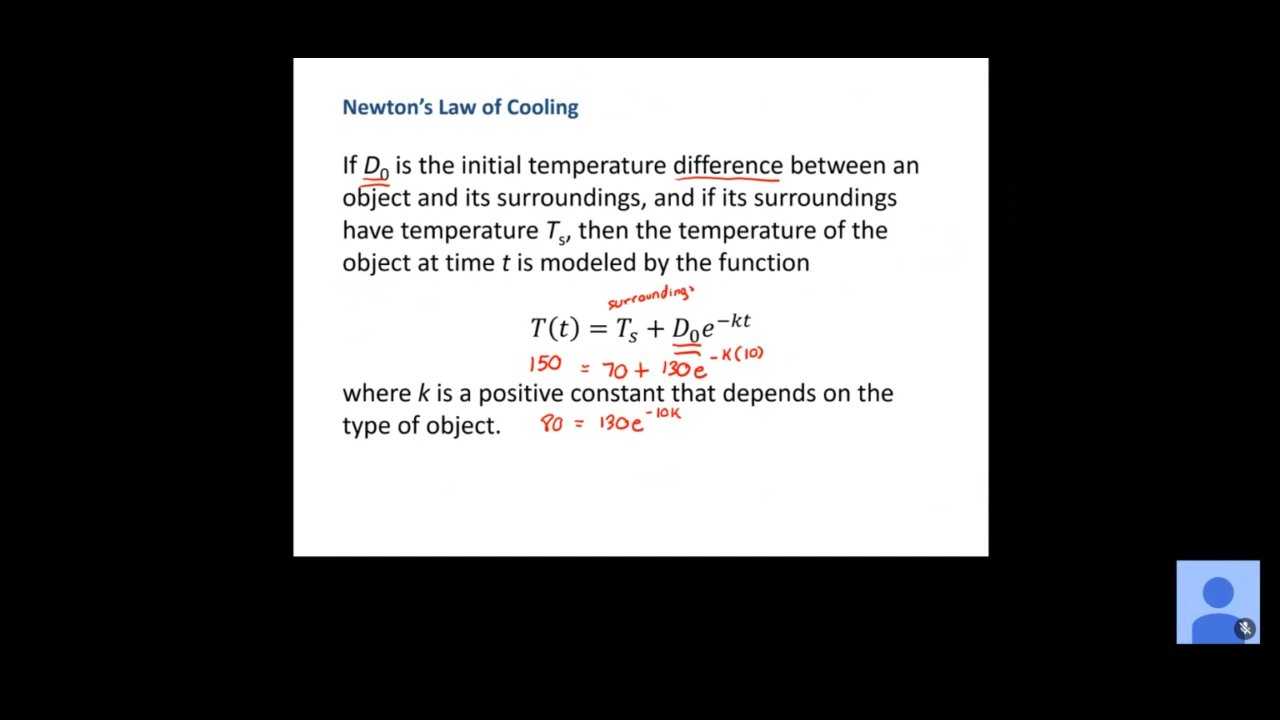 Newton's Law of Cooling
If D₀ is the initial temperature difference between an
object and its surroundings, and if its surroundings
have temperature Tₛ, then the temperature of the
object at time t is modeled by the function
surroundings
T(t) = Tₛ + D₀e^{−kt}
150 = 70 + 130e^{-K(10)}
where k is a positive constant that depends on the
80 = 130e^{-10K}
type of object.